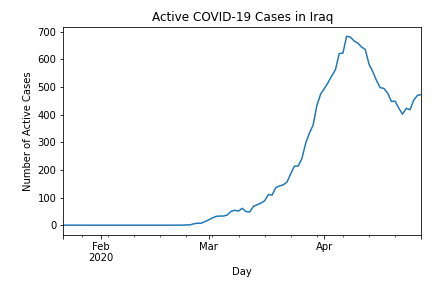 Active COVID-19 Cases in Iraq
700
600
500
400
300
200
100
0
Number of Active Cases
Feb
2020
Mar
Apr
Day